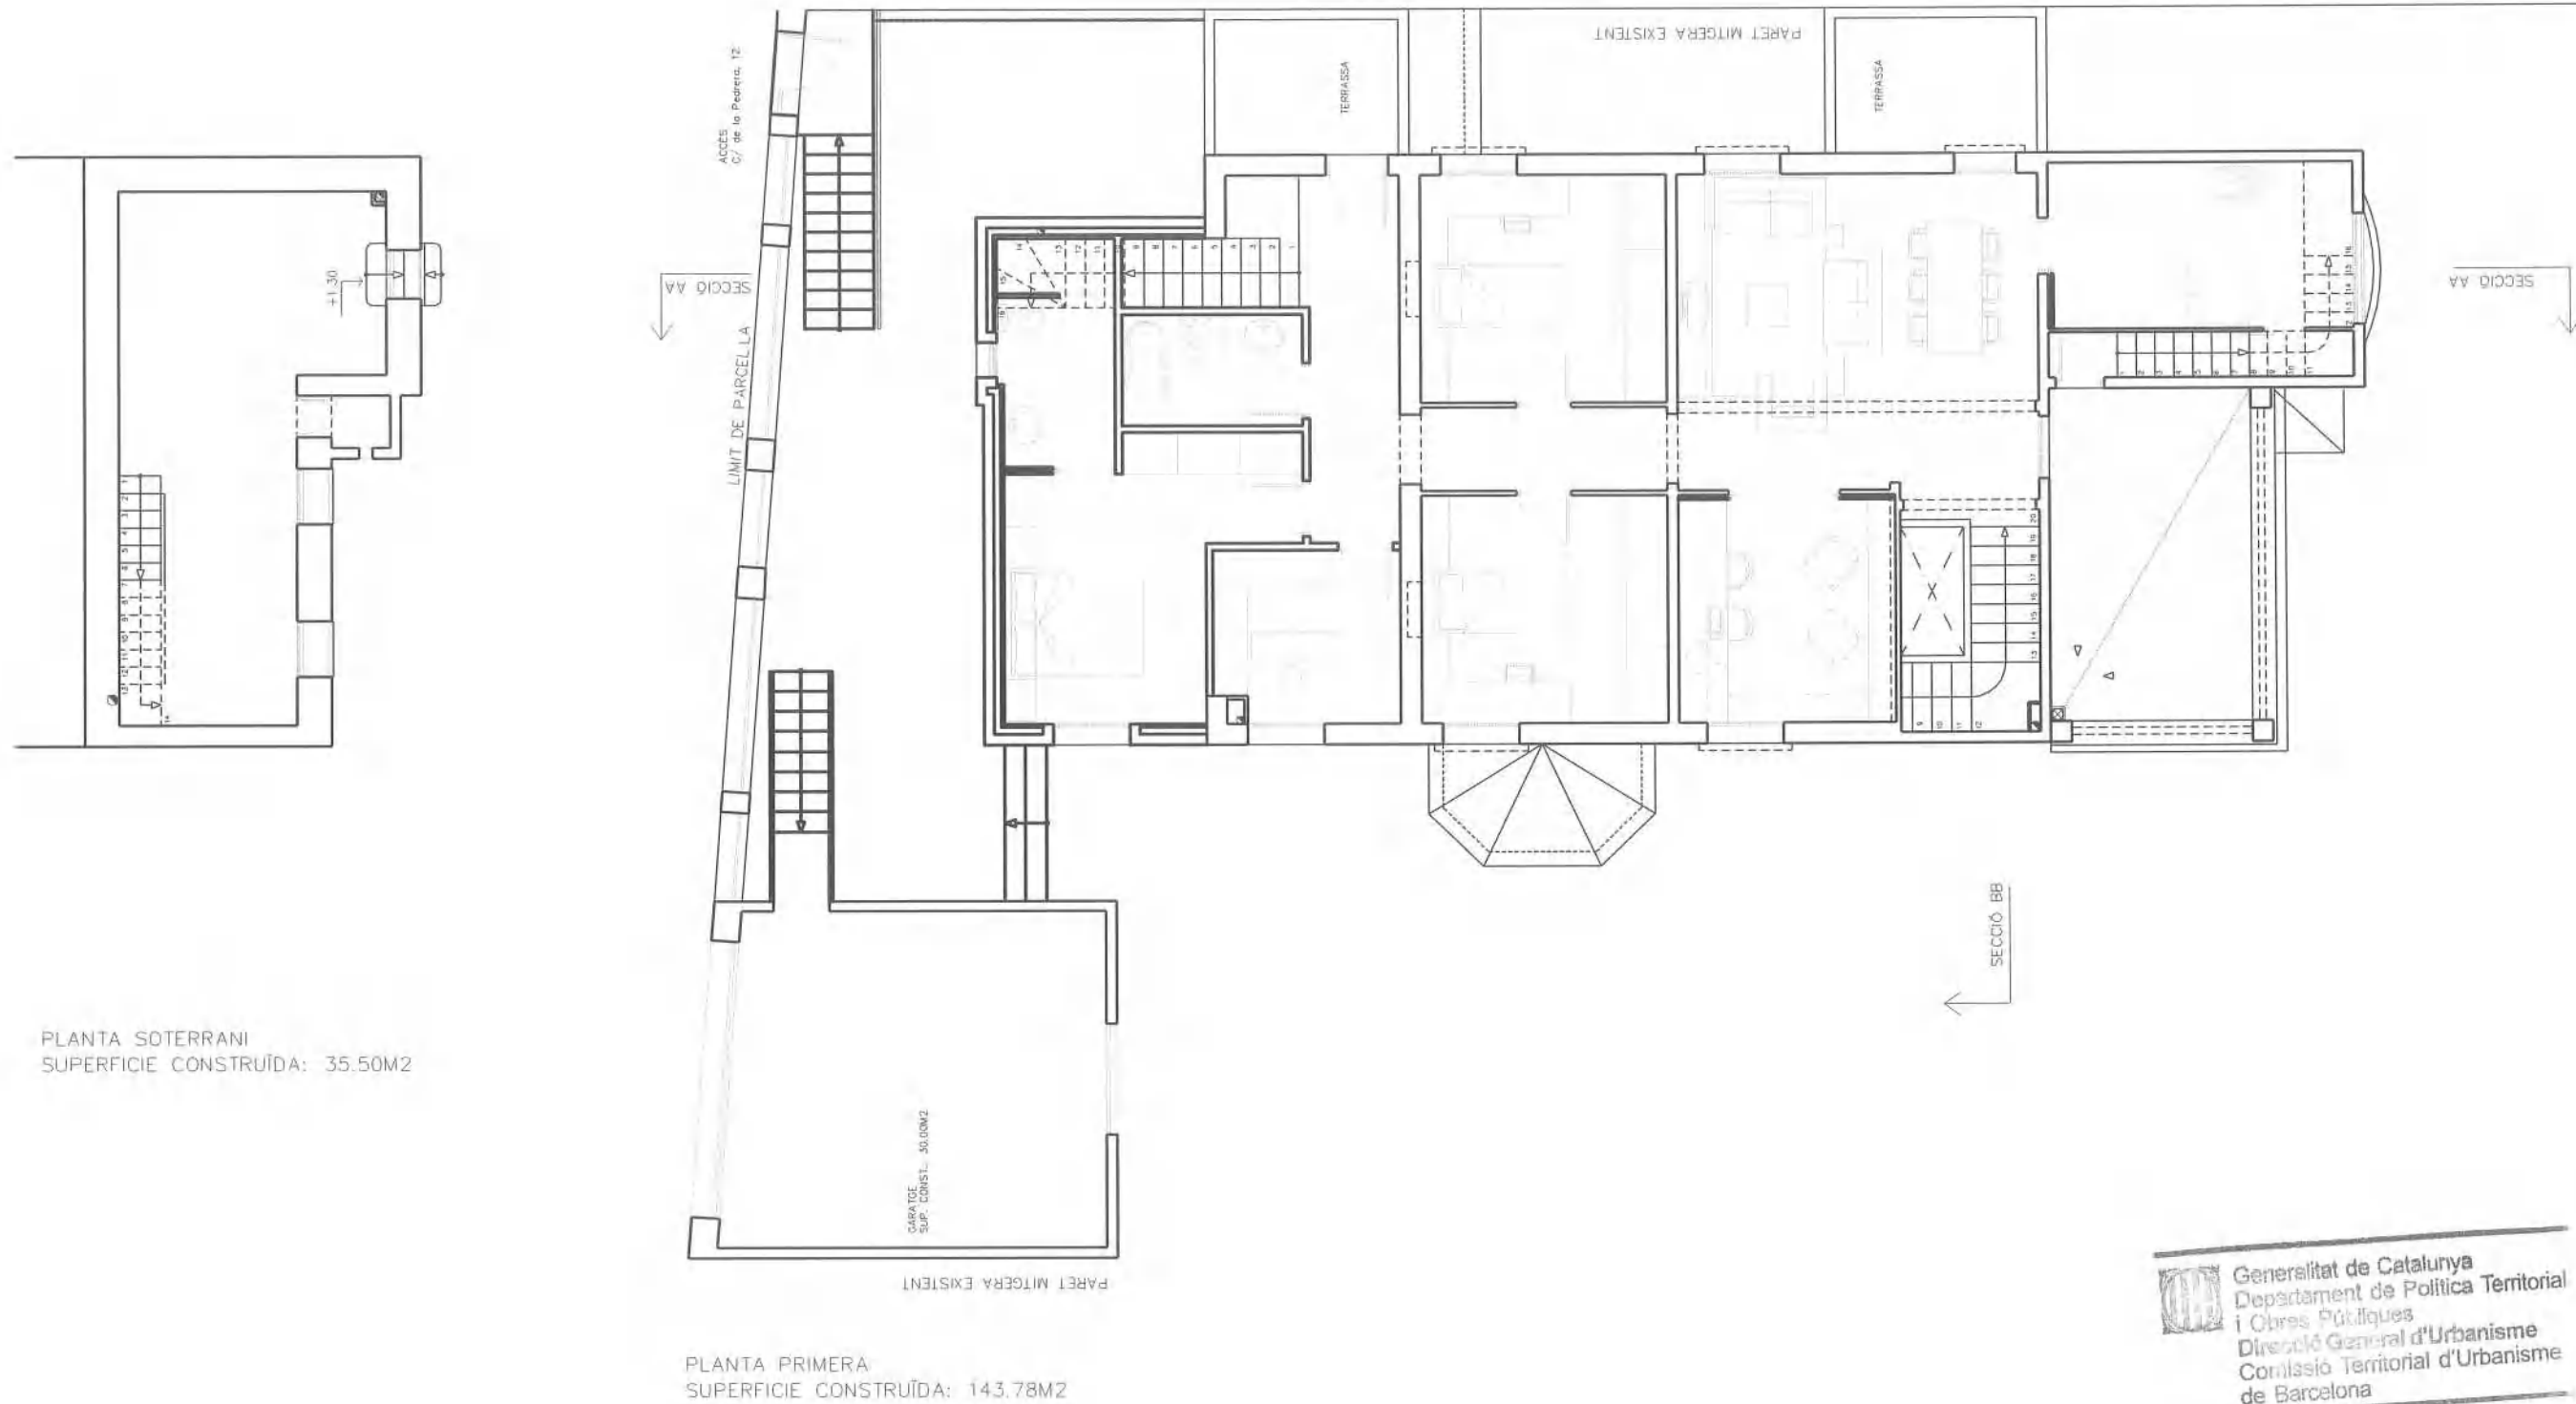 ACCÉS
C/ de la Pedrera, 12
TERRASSA
PARET MITGERA EXISTENT
TERRASSA
+1.30
SECCIÓ AA
SECCIÓ AA
LIMIT DE PARCEL.LA
SECCIÓ BB
PLANTA SOTERRANI
SUPERFICIE CONSTRUÏDA: 35.50M2
GARATGE
SUP. CONST.: 30.00M2
PARET MITGERA EXISTENT
PLANTA PRIMERA
SUPERFICIE CONSTRUÏDA: 143.78M2
Generalitat de Catalunya
Departament de Política Territorial
i Obres Públiques
Direcció General d'Urbanisme
Comissió Territorial d'Urbanisme
de Barcelona